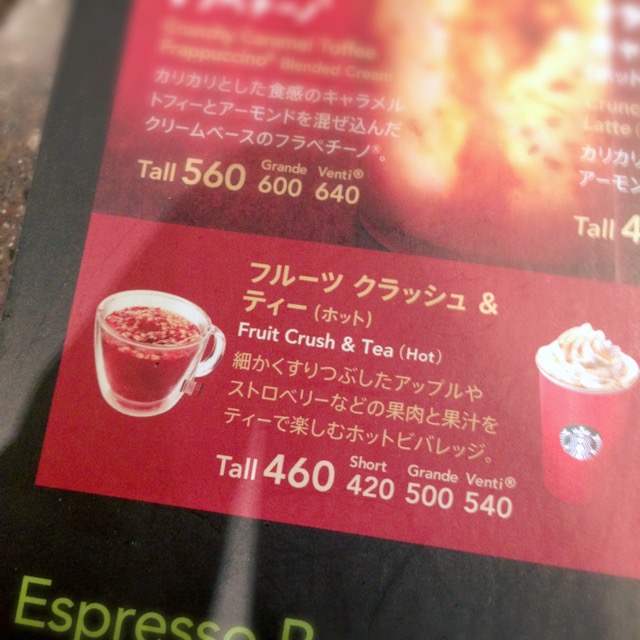 Crunchy Caramel Toffee
Frappuccino® Blended Cream
カリカリとした食感のキャラメル
トフィーとアーモンドを混ぜ込んだ
クリームベースのフラペチーノ®。
Tall 560 Grande 600 Venti® 640
Latte
カリカリ
アーモン
Tall 4
フルーツ クラッシュ &
ティー (ホット)
Fruit Crush & Tea (Hot)
細かくすりつぶしたアップルや
ストロベリーなどの果肉と果汁を
ティーで楽しむホットビバレッジ。
Tall 460 Short 420 Grande 500 Venti® 540
Espresso